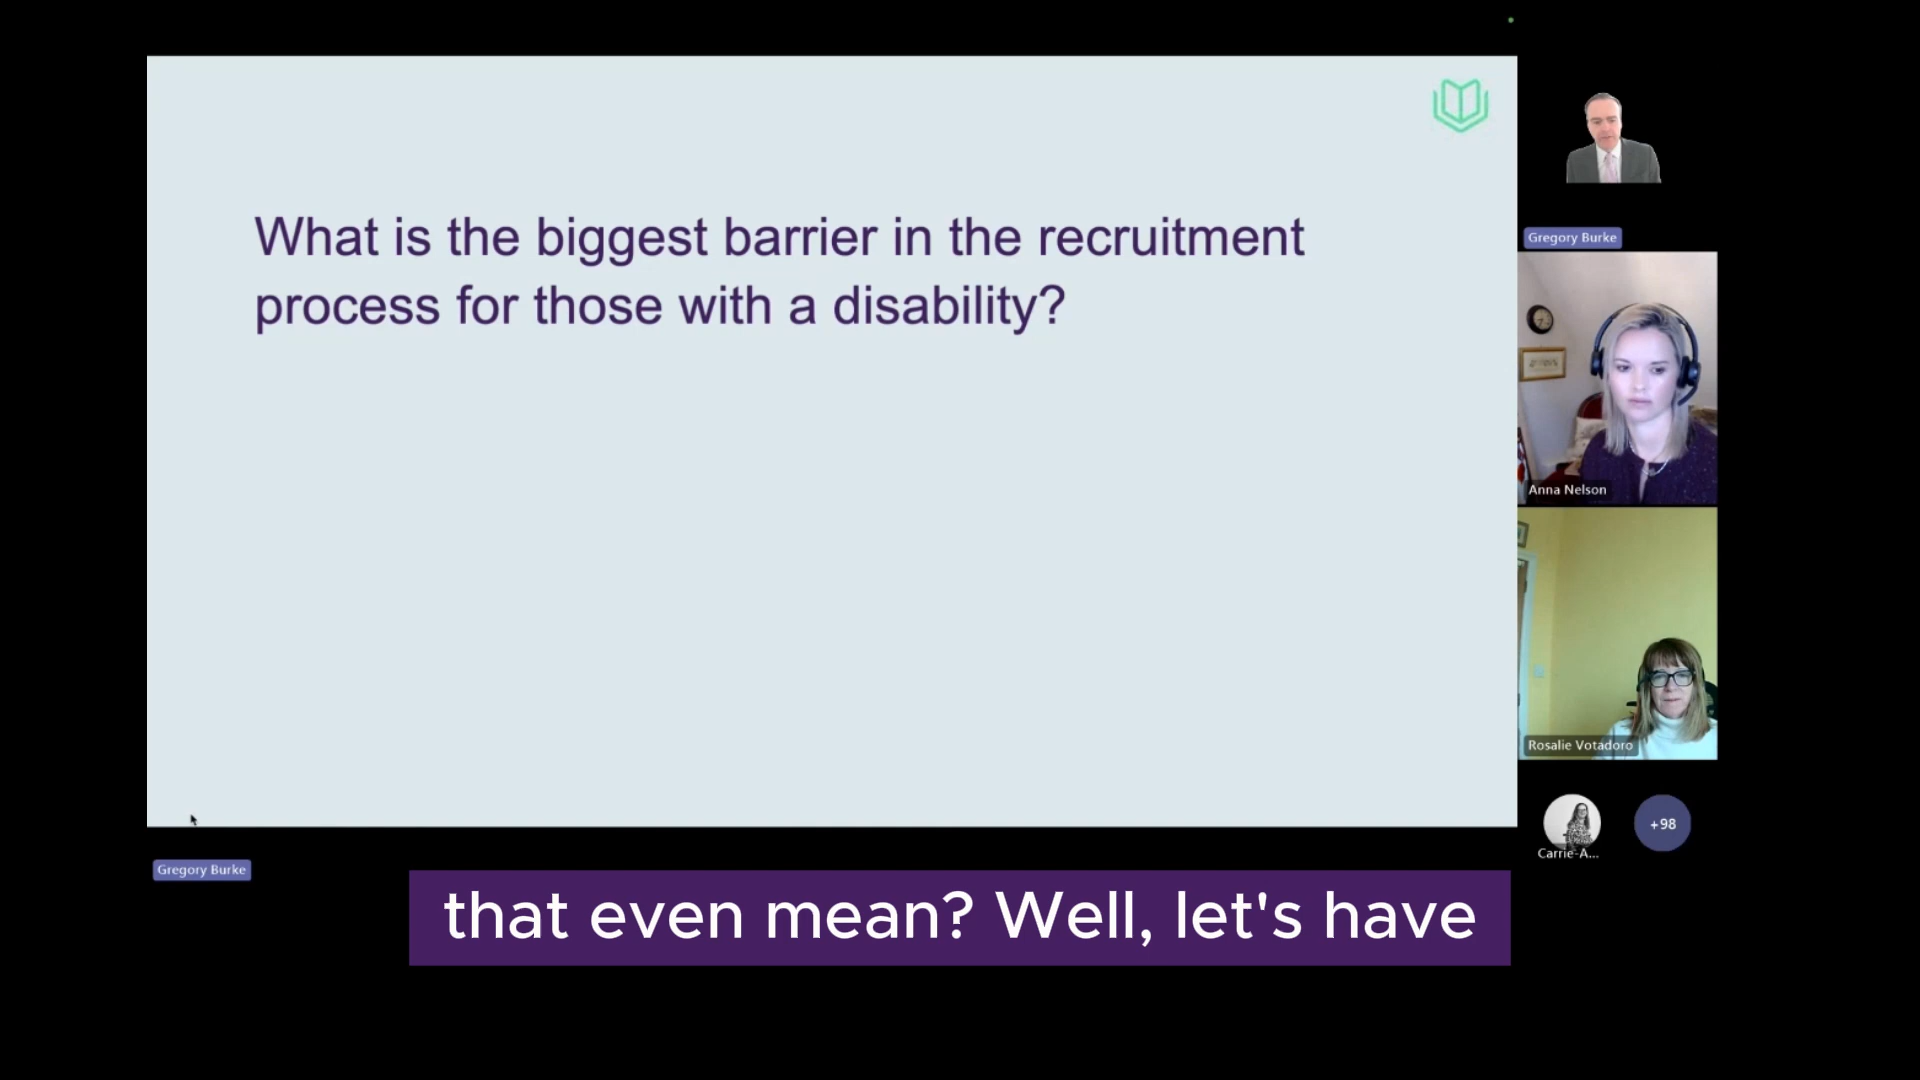 What is the biggest barrier in the recruitment
process for those with a disability?
Gregory Burke
Anna Nelson
Rosalie Votadoro
Carrie-A...
+98
Gregory Burke
that even mean? Well, let's have